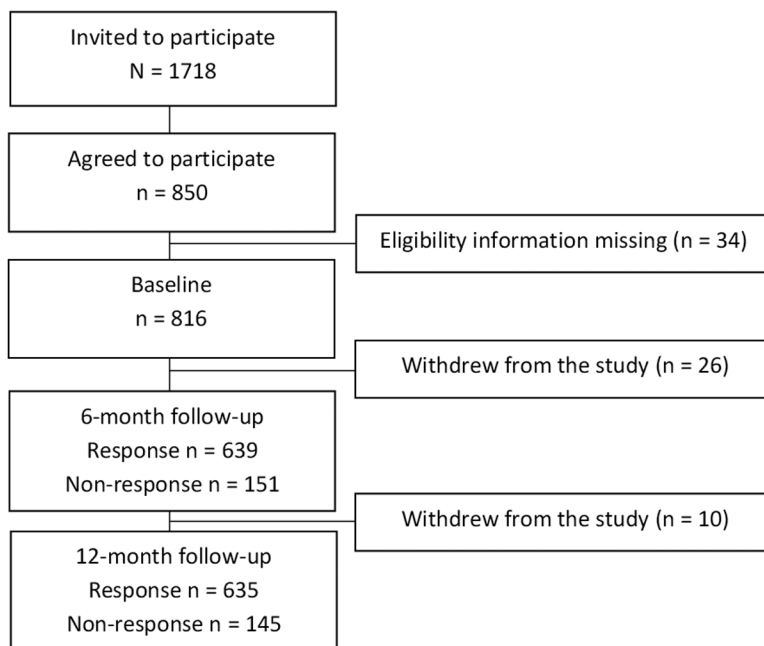 Invited to participate
N = 1718
Agreed to participate
n = 850
Eligibility information missing (n = 34)
Baseline
n = 816
Withdrew from the study (n = 26)
6-month follow-up
Response n = 639
Non-response n = 151
Withdrew from the study (n = 10)
12-month follow-up
Response n = 635
Non-response n = 145